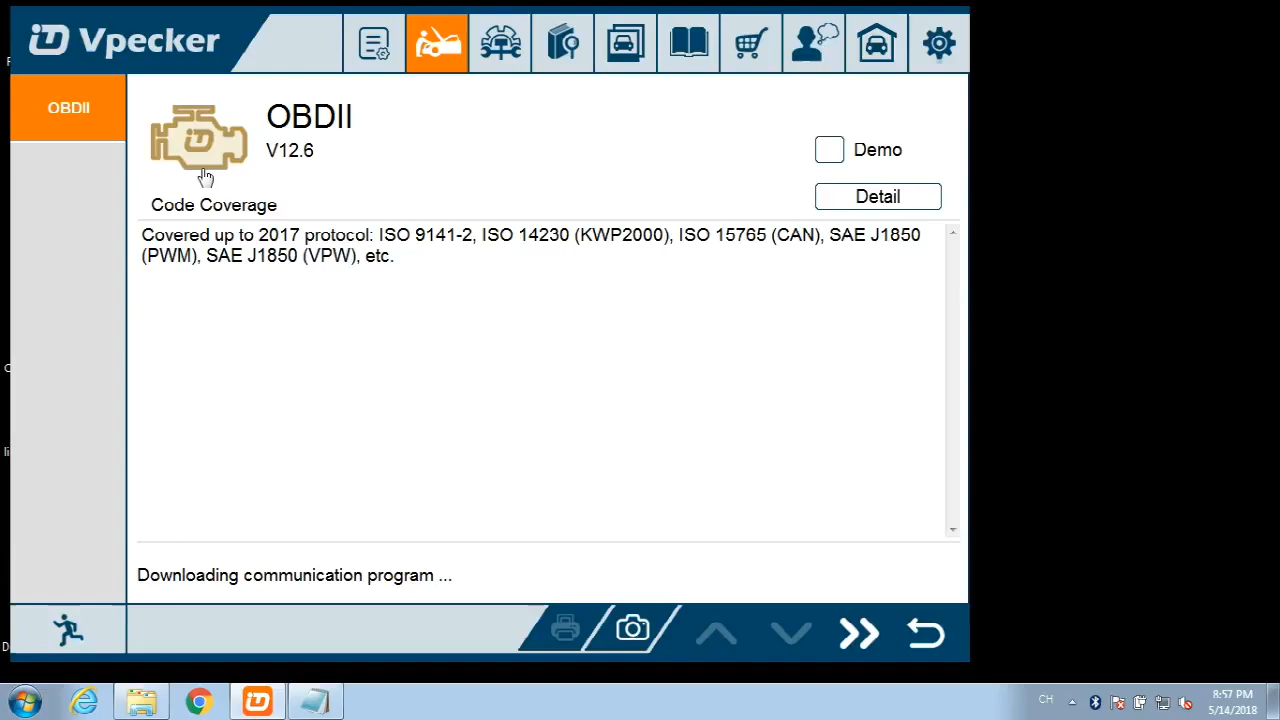 Vpecker
OBDII
OBDII
V12.6
Demo
Detail
Code Coverage
Covered up to 2017 protocol: ISO 9141-2, ISO 14230 (KWP2000), ISO 15765 (CAN), SAE J1850
(PWM), SAE J1850 (VPW), etc.
Downloading communication program ...
CH
8:57 PM
5/14/2018